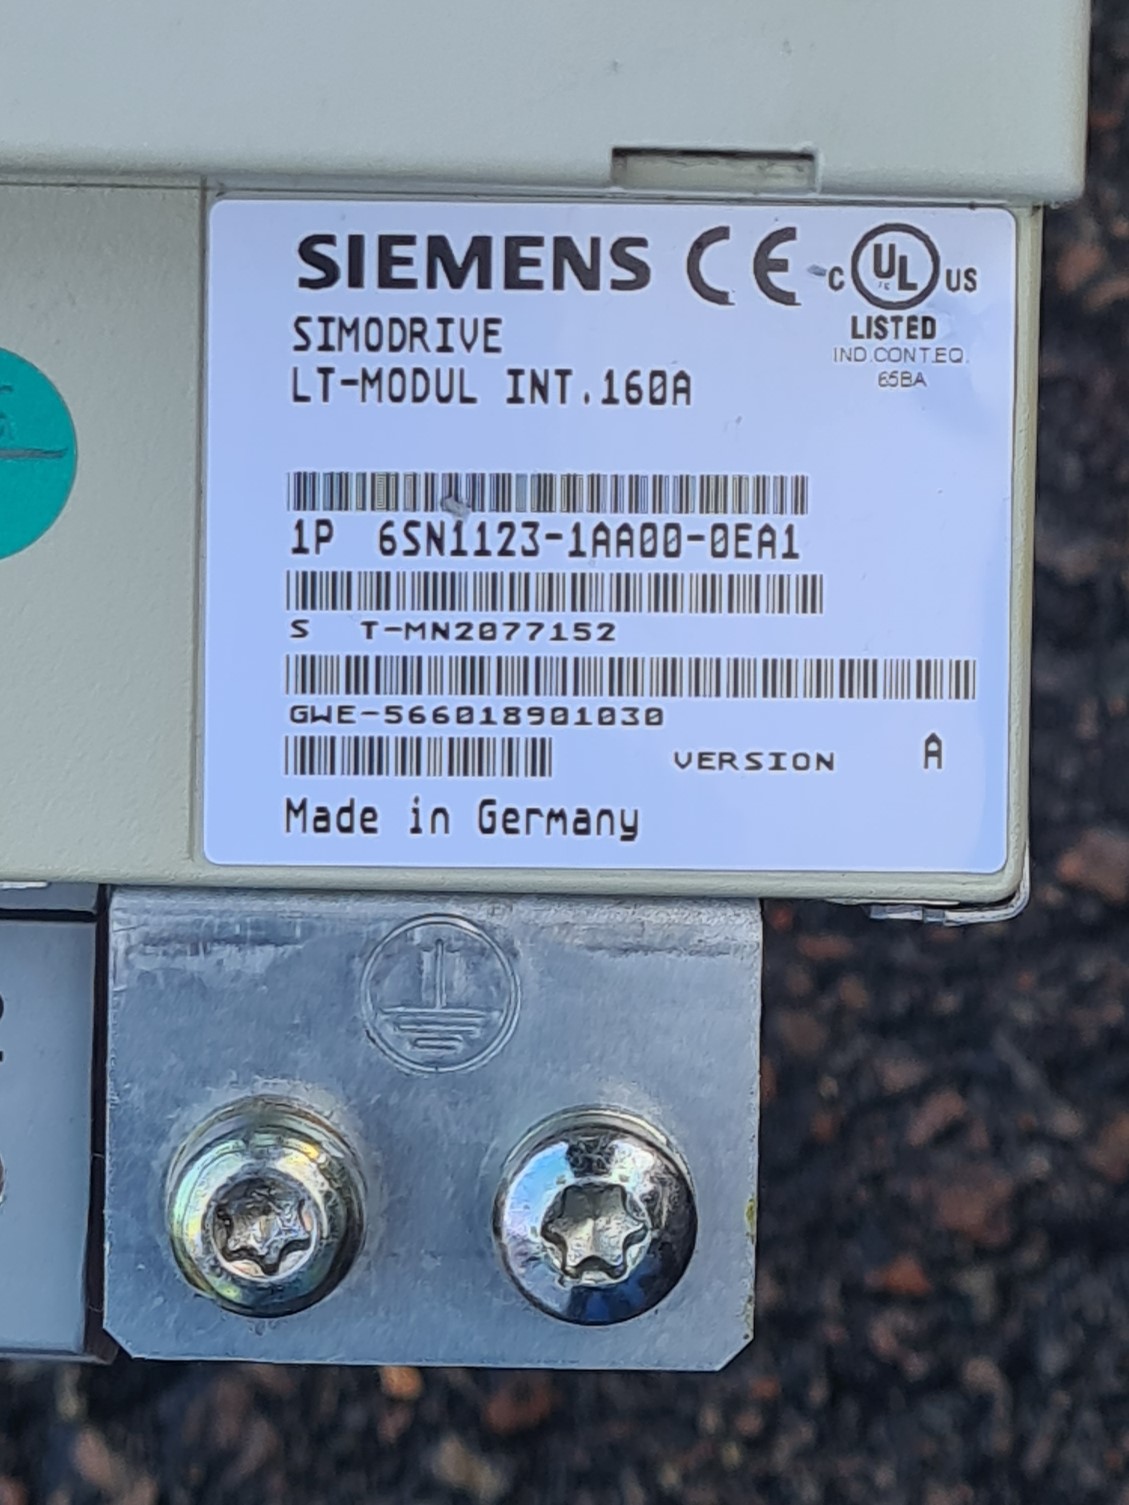 SIEMENS CE C UL US
LISTED
IND.CONT.EQ.
65BA
SIMODRIVE
LT-MODUL INT.160A
1P 6SN1123-1AA00-0EA1
S T-MN2077152
GWE-566018901030
VERSION A
Made in Germany